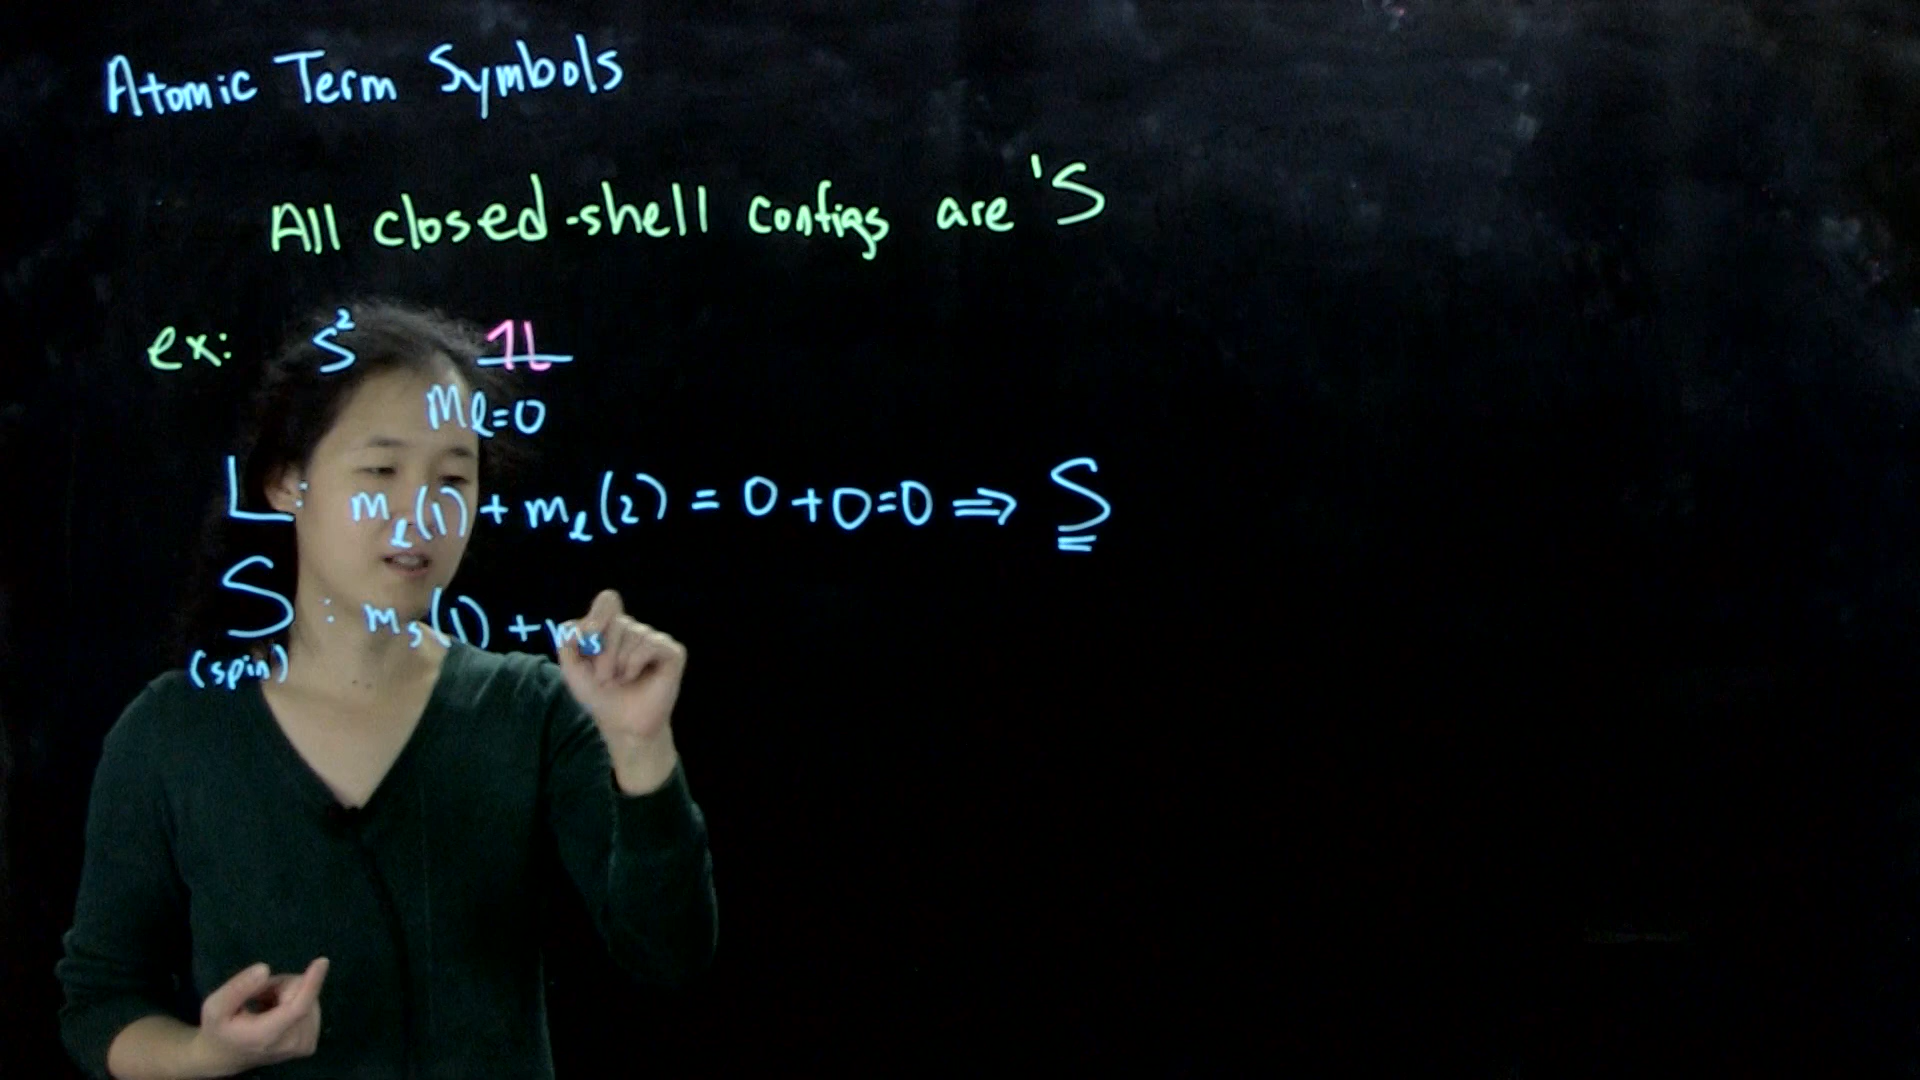 Atomic Term Symbols
All closed-shell configs are ¹S
ex: s² ↿⇂
mℓ=0
L: mℓ(1) + mℓ(2) = 0 + 0 = 0 ⇒ S
S: ms(1) + ms
(spin)